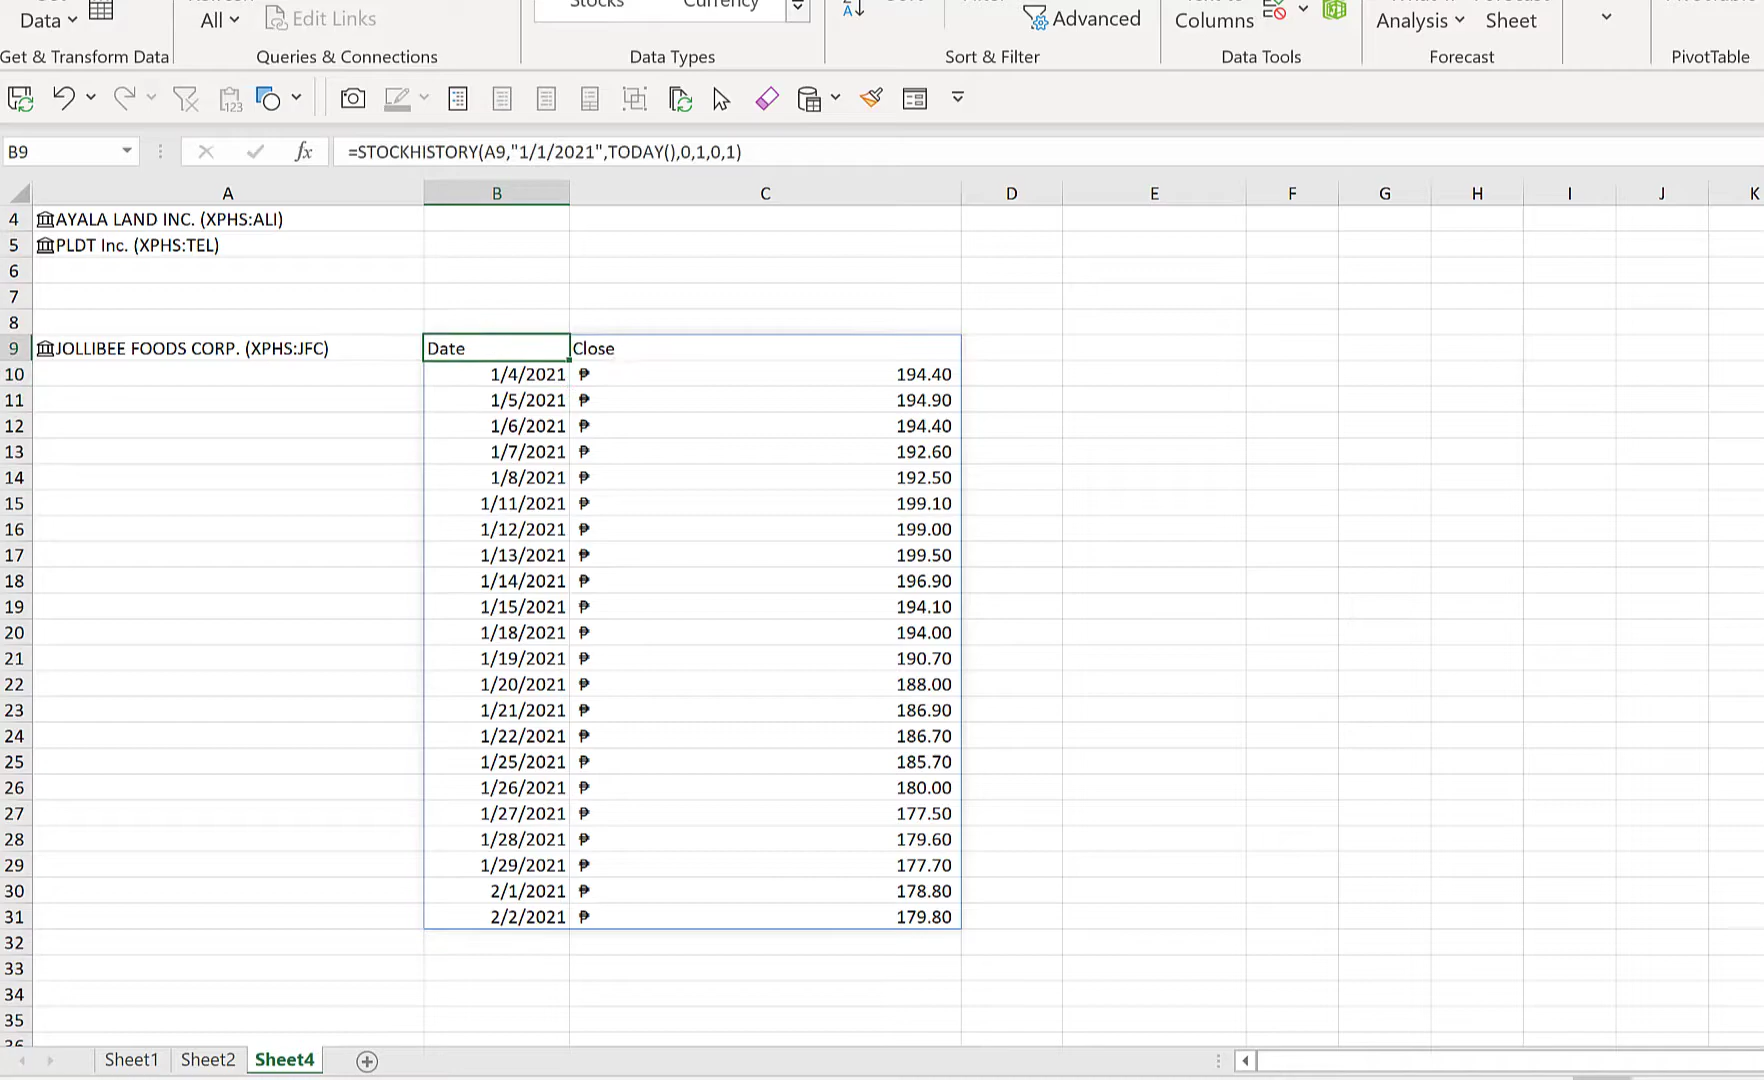 Data
All
Edit Links
Stocks
Currency
Advanced
Columns
Analysis
Sheet
Get & Transform Data
Queries & Connections
Data Types
Sort & Filter
Data Tools
Forecast
PivotTable
B9
fx
=STOCKHISTORY(A9,"1/1/2021",TODAY(),0,1,0,1)
A B C D E F G H I J K
4 AYALA LAND INC. (XPHS:ALI)
5 PLDT Inc. (XPHS:TEL)
6
7
8
9 JOLLIBEE FOODS CORP. (XPHS:JFC) Date Close
10 1/4/2021 ₱ 194.40
11 1/5/2021 ₱ 194.90
12 1/6/2021 ₱ 194.40
13 1/7/2021 ₱ 192.60
14 1/8/2021 ₱ 192.50
15 1/11/2021 ₱ 199.10
16 1/12/2021 ₱ 199.00
17 1/13/2021 ₱ 199.50
18 1/14/2021 ₱ 196.90
19 1/15/2021 ₱ 194.10
20 1/18/2021 ₱ 194.00
21 1/19/2021 ₱ 190.70
22 1/20/2021 ₱ 188.00
23 1/21/2021 ₱ 186.90
24 1/22/2021 ₱ 186.70
25 1/25/2021 ₱ 185.70
26 1/26/2021 ₱ 180.00
27 1/27/2021 ₱ 177.50
28 1/28/2021 ₱ 179.60
29 1/29/2021 ₱ 177.70
30 2/1/2021 ₱ 178.80
31 2/2/2021 ₱ 179.80
32
33
34
35
Sheet1 Sheet2 Sheet4